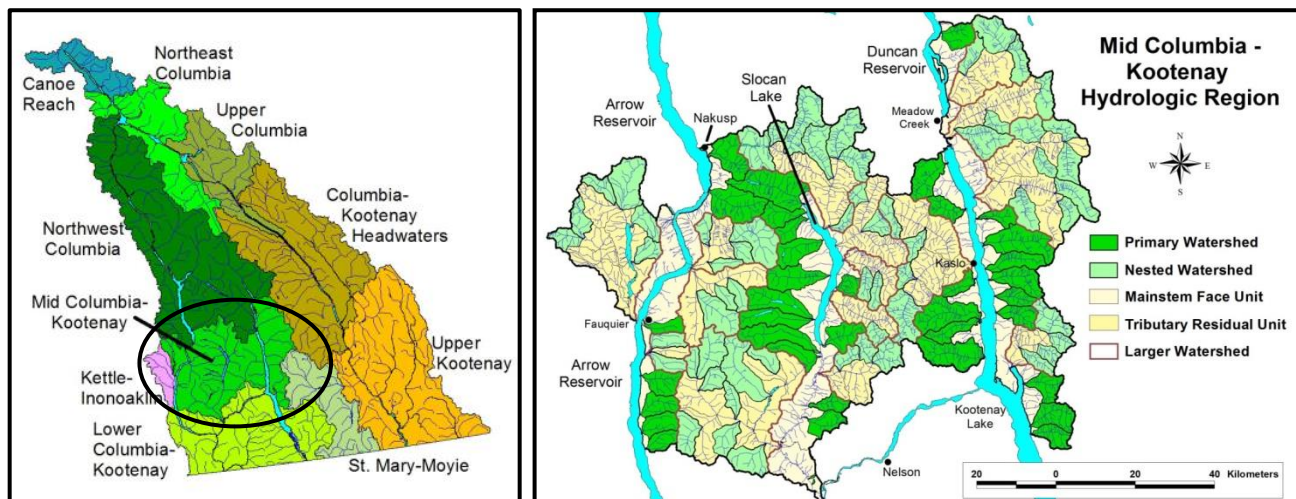 Northeast
Columbia
Canoe
Reach
Upper
Columbia
Columbia-
Kootenay
Headwaters
Northwest
Columbia
Mid Columbia-
Kootenay
Upper
Kootenay
Kettle-
Inonoaklin
Lower
Columbia-
Kootenay
St. Mary-Moyie
Mid Columbia -
Kootenay
Hydrologic Region
Duncan
Reservoir
Slocan
Lake
Arrow
Reservoir
Nakusp
Meadow
Creek
N
W
E
S
Primary Watershed
Nested Watershed
Mainstem Face Unit
Tributary Residual Unit
Larger Watershed
Kaslo
Fauquier
Arrow
Reservoir
Kootenay
Lake
Nelson
20 0 20 40 Kilometers